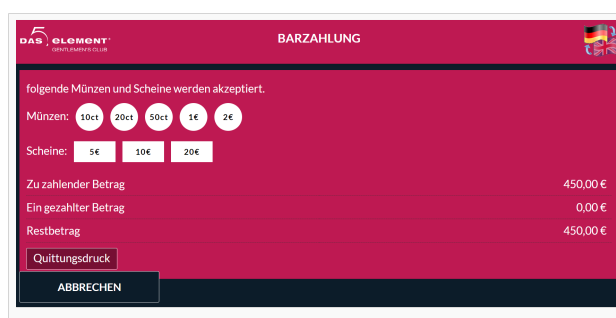 DAS 5 ELEMENT
GENTLEMEN'S CLUB
BARZAHLUNG
folgende Münzen und Scheine werden akzeptiert.
Münzen: 10ct 20ct 50ct 1€ 2€
Scheine: 5€ 10€ 20€
Zu zahlender Betrag 450,00 €
Ein gezahlter Betrag 0,00 €
Restbetrag 450,00 €
Quittungsdruck
ABBRECHEN